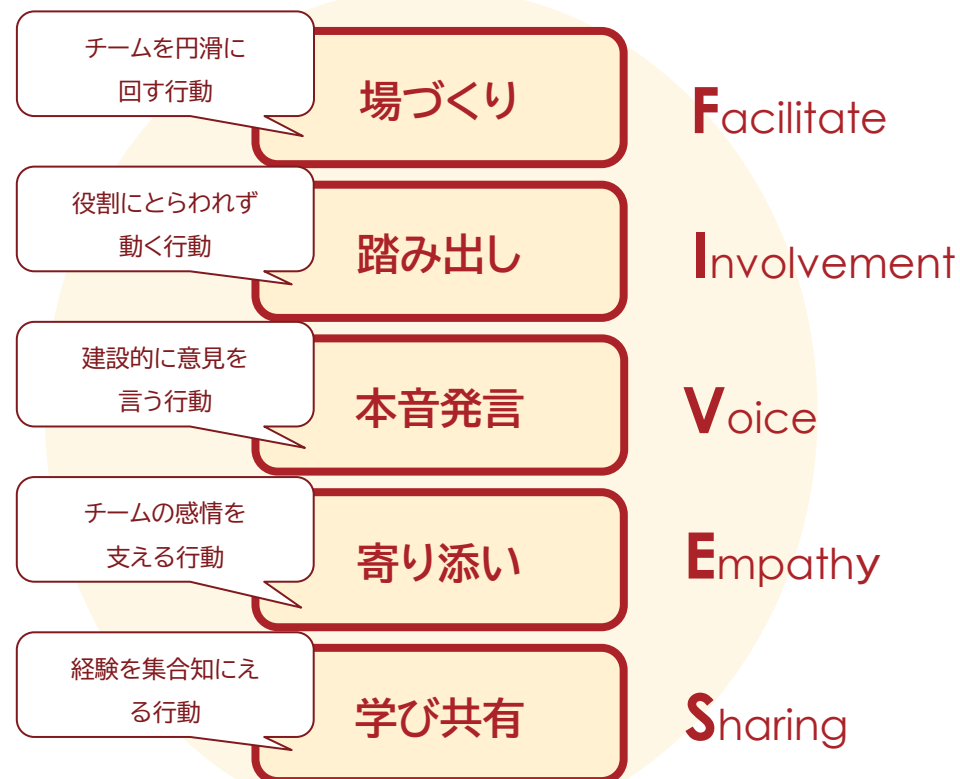 チームを円滑に
回す行動
場づくり
Facilitate
役割にとらわれず
動く行動
踏み出し
Involvement
建設的に意見を
言う行動
本音発言
Voice
チームの感情を
支える行動
寄り添い
Empathy
経験を集合知にえ
る行動
学び共有
Sharing